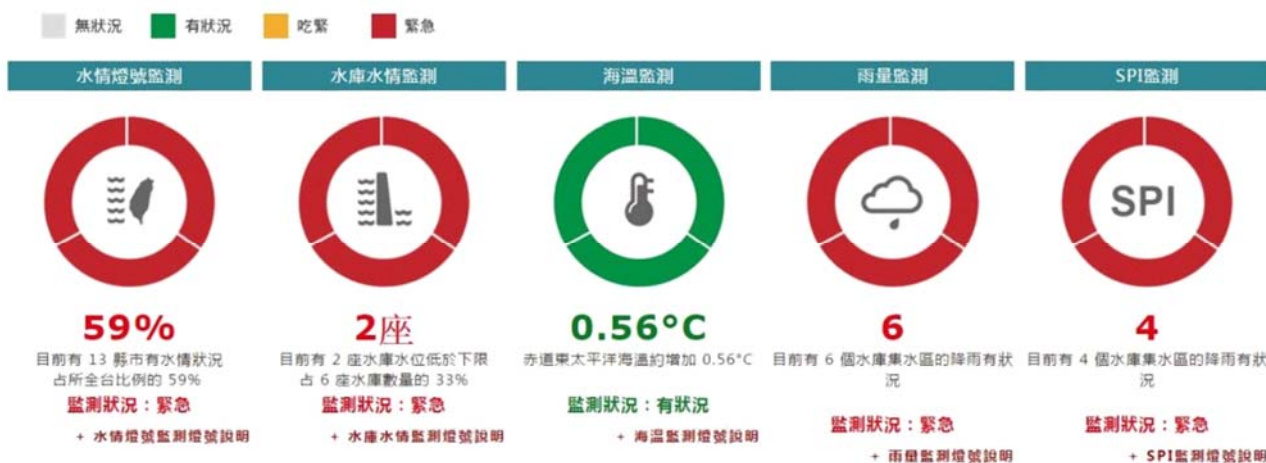 無狀況 有狀況 吃緊 緊急
水情燈號監測
59%
目前有 13 縣市有水情狀況
占所全台比例的 59%
監測狀況：緊急
+ 水情燈號監測燈號說明
水庫水情監測
2座
目前有 2 座水庫水位低於下限
占 6 座水庫數量的 33%
監測狀況：緊急
+ 水庫水情監測燈號說明
海溫監測
0.56°C
赤道東太平洋海溫約增加 0.56°C
監測狀況：有狀況
+ 海溫監測燈號說明
雨量監測
6
目前有 6 個水庫集水區的降雨有狀
況
監測狀況：緊急
+ 雨量監測燈號說明
SPI監測
SPI
4
目前有 4 個水庫集水區的降雨有狀
況
監測狀況：緊急
+ SPI監測燈號說明